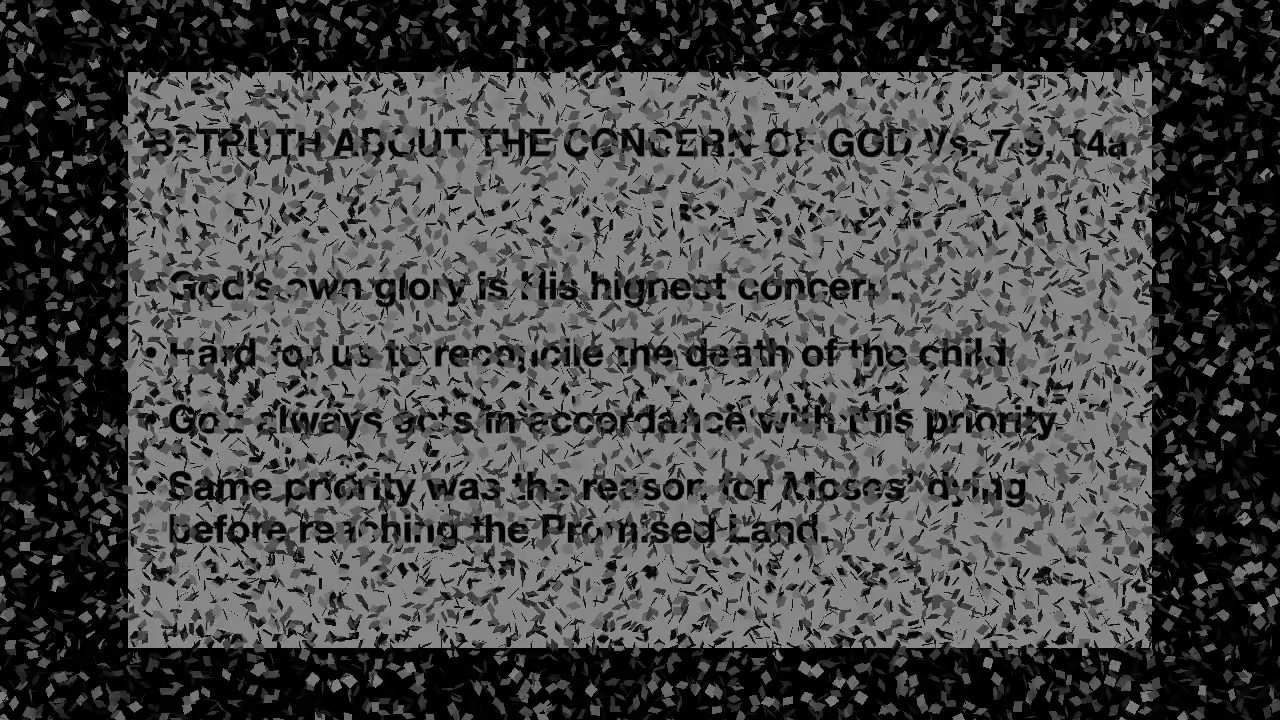 B. TRUTH ABOUT THE CONCERN OF GOD Vs. 7-9, 14a
• God's own glory is His highest concern.
• Hard for us to reconcile the death of the child
• God always acts in accordance with this priority
• Same priority was the reason for Moses' dying
before reaching the Promised Land.